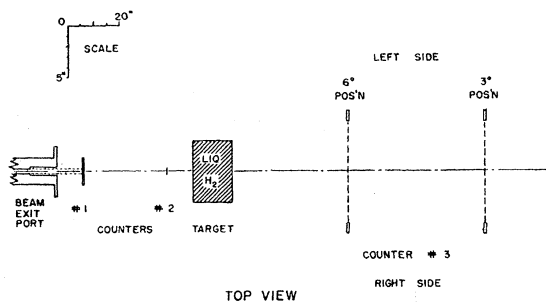 20"
SCALE
5"
LEFT SIDE
6°
POS'N
3°
POS'N
LIQ
H2
BEAM
EXIT
PORT
# 1
# 2
COUNTERS
TARGET
COUNTER # 3
RIGHT SIDE
TOP VIEW